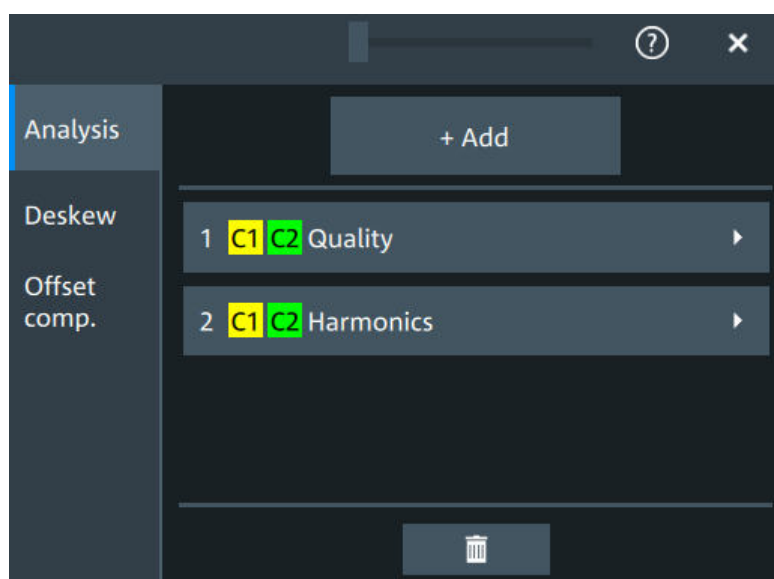 Analysis
+ Add
Deskew
1 C1 C2 Quality
Offset
comp.
2 C1 C2 Harmonics